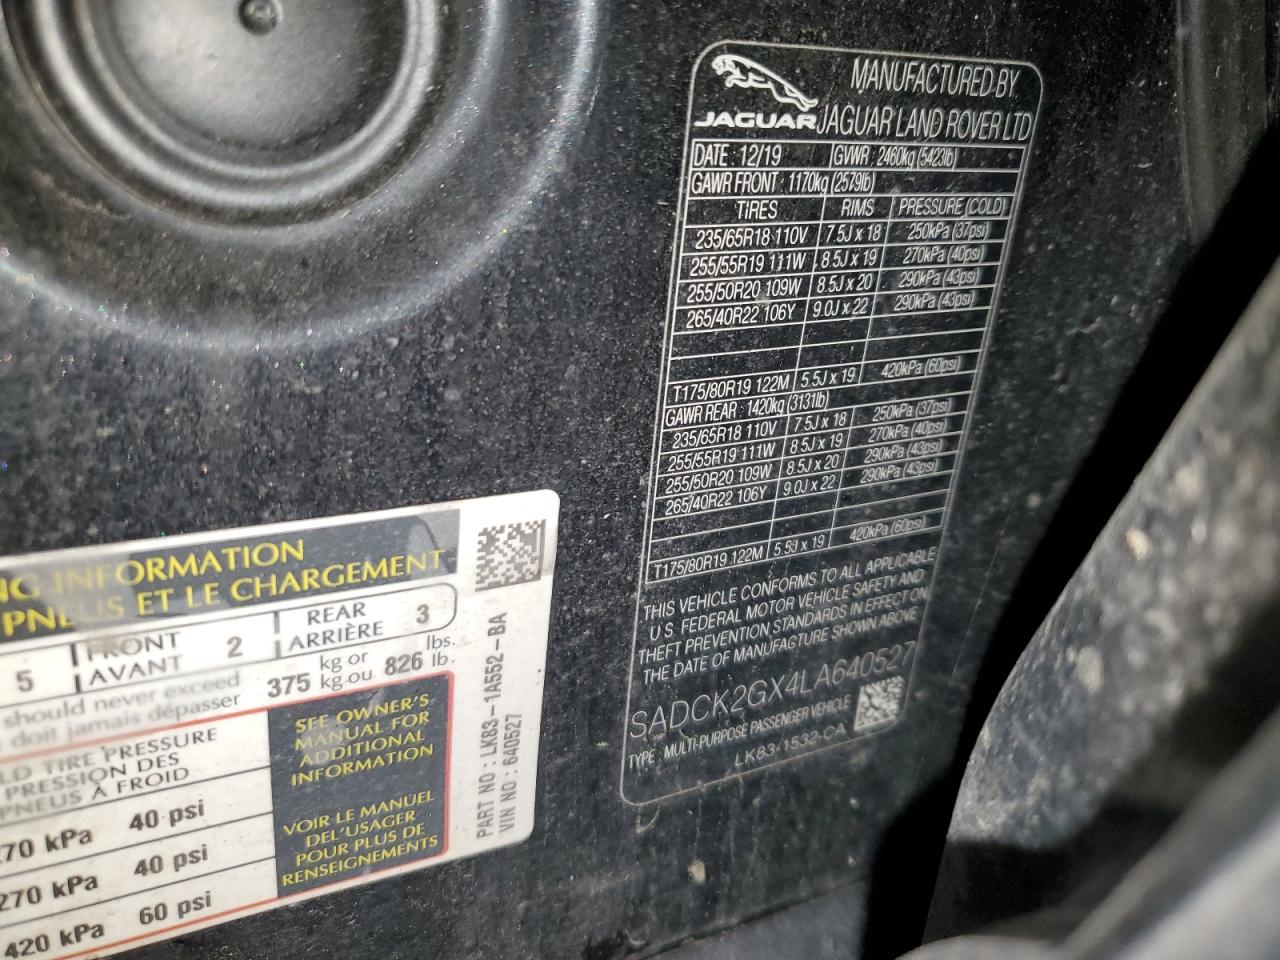 JAGUAR
MANUFACTURED BY
JAGUAR LAND ROVER LTD
DATE : 12/19 GVWR : 2460kg (5423lb)
GAWR FRONT : 1170kg (2579lb)
TIRES RIMS PRESSURE (COLD)
235/65R18 110V 7.5J x 18 250kPa (37psi)
255/55R19 111W 8.5J x 19 270kPa (40psi)
255/50R20 109W 8.5J x 20 290kPa (43psi)
265/40R22 106Y 9.0J x 22 290kPa (43psi)
T175/80R19 122M 5.5J x 19 420kPa (60psi)
GAWR REAR : 1420kg (3131lb)
235/65R18 110V 7.5J x 18 250kPa (37psi)
255/55R19 111W 8.5J x 19 270kPa (40psi)
255/50R20 109W 8.5J x 20 290kPa (43psi)
265/40R22 106Y 9.0J x 22 290kPa (43psi)
T175/80R19 122M 5.5J x 19 420kPa (60psi)
THIS VEHICLE CONFORMS TO ALL APPLICABLE
U.S. FEDERAL MOTOR VEHICLE SAFETY AND
THEFT PREVENTION STANDARDS IN EFFECT ON
THE DATE OF MANUFACTURE SHOWN ABOVE
SADCK2GX4LA640527
TYPE : MULTI-PURPOSE PASSENGER VEHICLE
LK83-1532-CA
NG INFORMATION
PNEUS ET LE CHARGEMENT
5 FRONT AVANT 2 REAR ARRIÈRE 3
should never exceed
doit jamais dépasser 375 kg or kg ou 826 lbs. lb.
LD TIRE PRESSURE
PRESSION DES
PNEUS À FROID
270 kPa 40 psi
270 kPa 40 psi
420 kPa 60 psi
SEE OWNER'S
MANUAL FOR
ADDITIONAL
INFORMATION
VOIR LE MANUEL
DE L'USAGER
POUR PLUS DE
RENSEIGNEMENTS
PART NO : LK83-1A552-BA
VIN NO : 640527